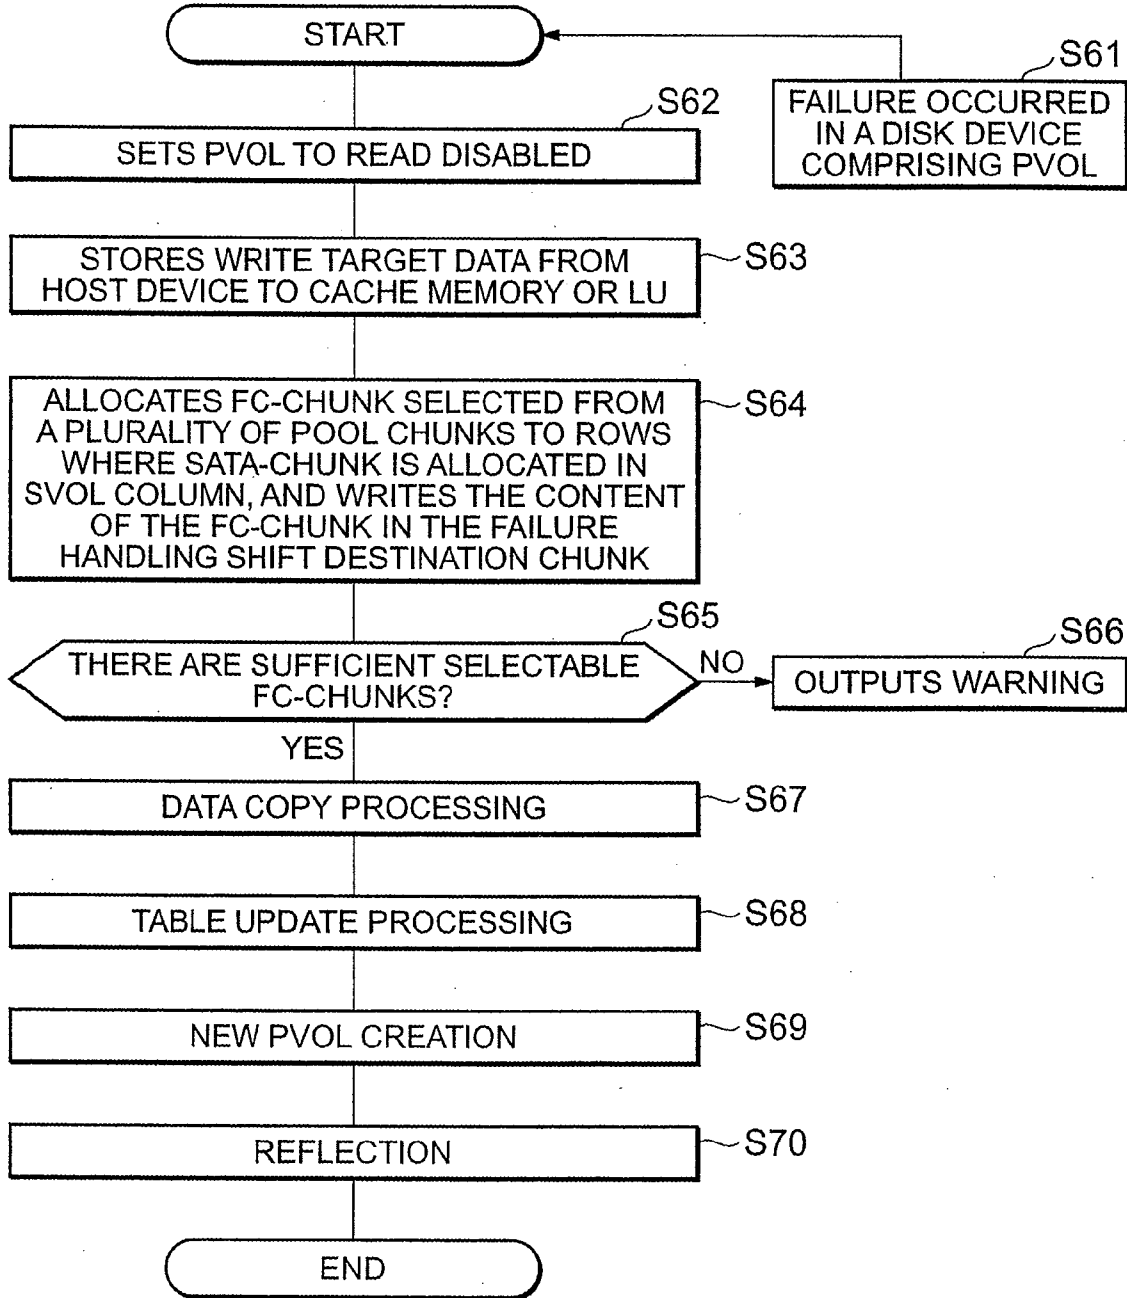 START
S61
FAILURE OCCURRED
IN A DISK DEVICE
COMPRISING PVOL
S62
SETS PVOL TO READ DISABLED
S63
STORES WRITE TARGET DATA FROM
HOST DEVICE TO CACHE MEMORY OR LU
S64
ALLOCATES FC-CHUNK SELECTED FROM
A PLURALITY OF POOL CHUNKS TO ROWS
WHERE SATA-CHUNK IS ALLOCATED IN
SVOL COLUMN, AND WRITES THE CONTENT
OF THE FC-CHUNK IN THE FAILURE
HANDLING SHIFT DESTINATION CHUNK
S65
THERE ARE SUFFICIENT SELECTABLE
FC-CHUNKS?
NO
S66
OUTPUTS WARNING
YES
S67
DATA COPY PROCESSING
S68
TABLE UPDATE PROCESSING
S69
NEW PVOL CREATION
S70
REFLECTION
END